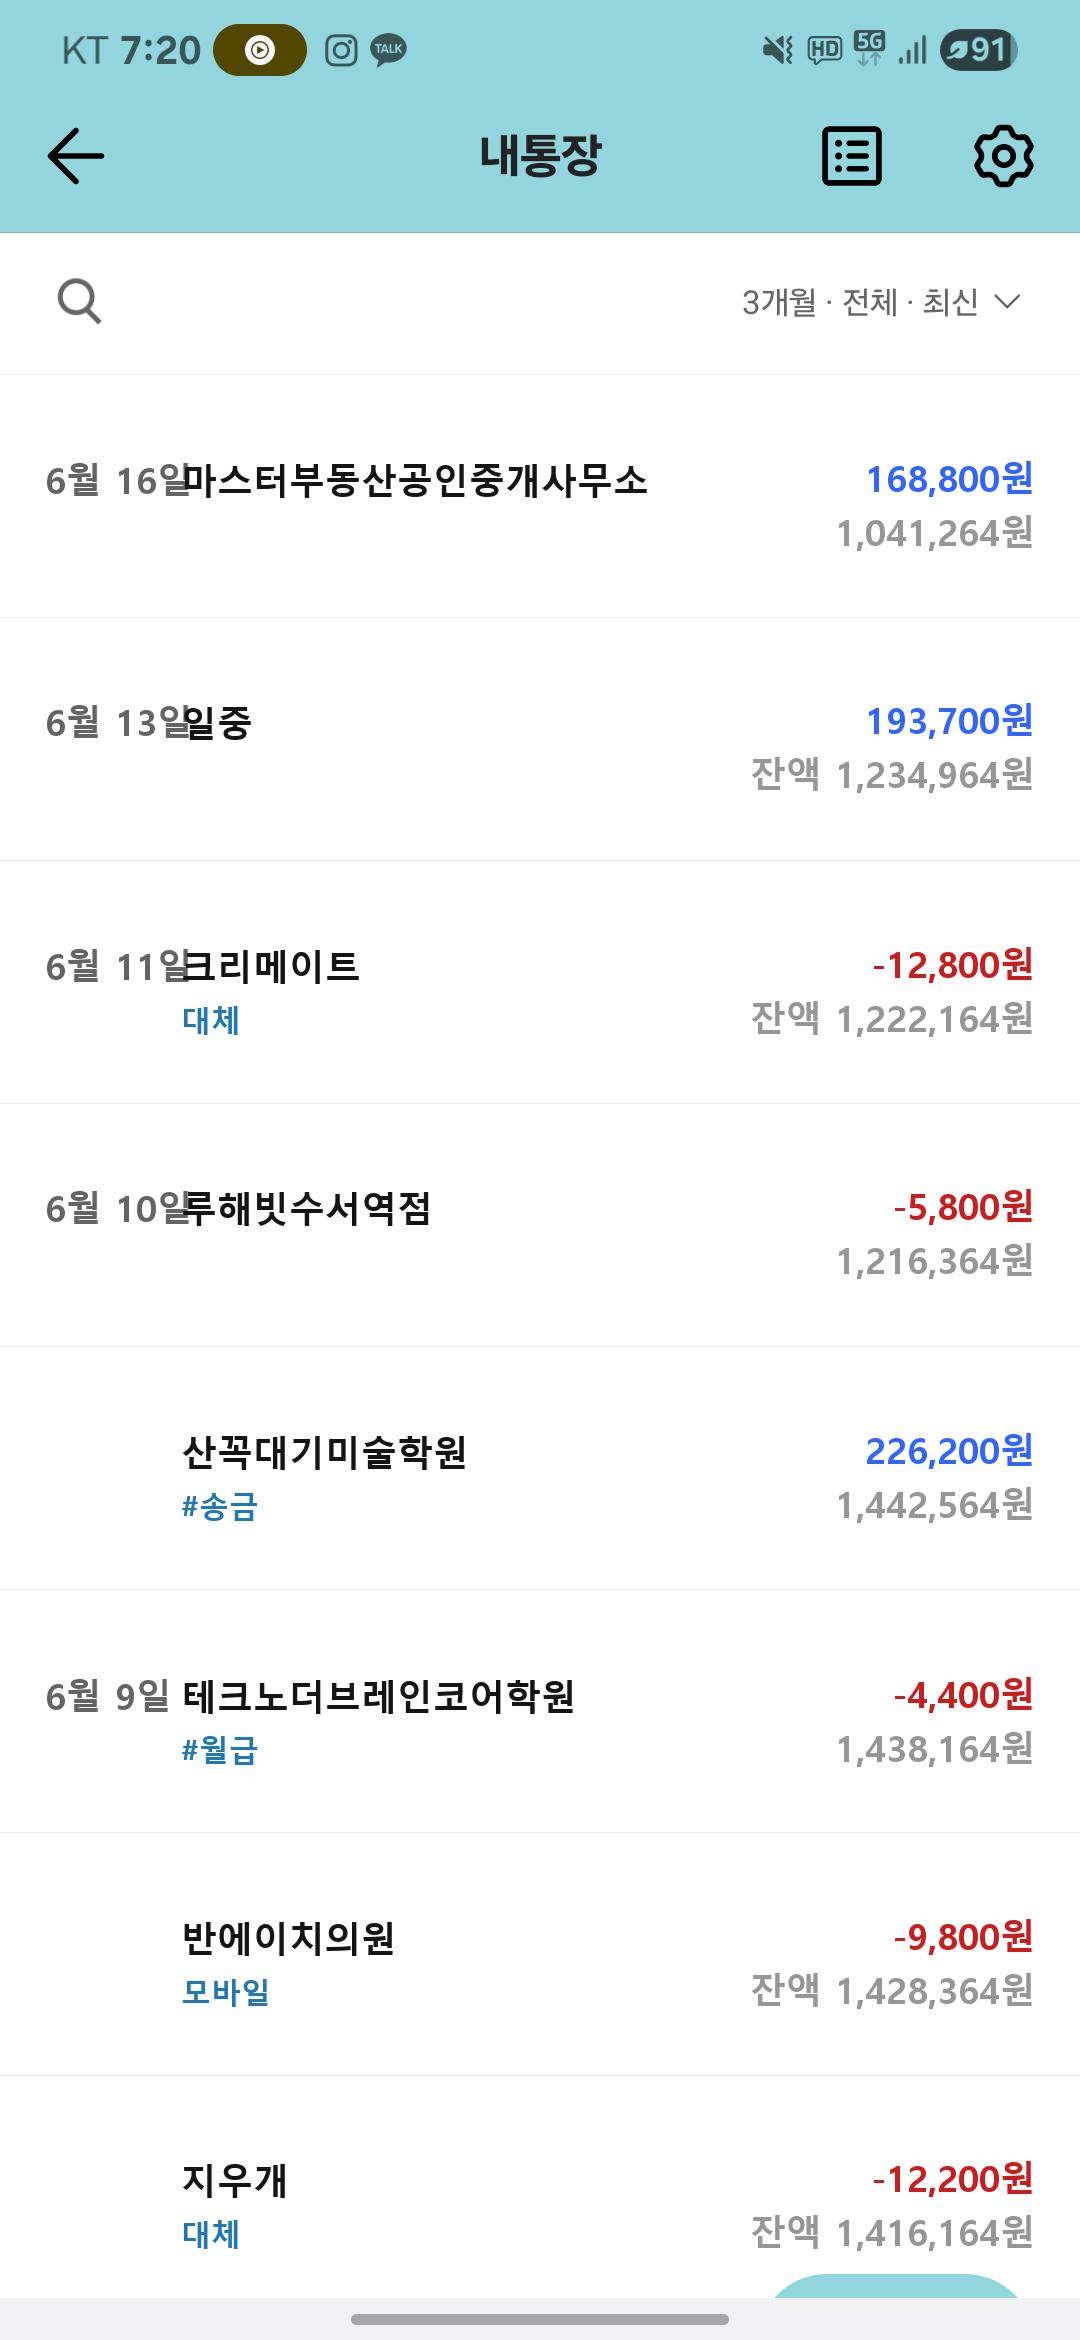 KT 7:20 TALK HD 5G 91
내통장
3개월 · 전체 · 최신
6월 16일 마스터부동산공인중개사무소 168,800원
1,041,264원
6월 13일 일중 193,700원
잔액 1,234,964원
6월 11일 크리메이트 -12,800원
대체 잔액 1,222,164원
6월 10일 루해빗수서역점 -5,800원
1,216,364원
산꼭대기미술학원 226,200원
#송금 1,442,564원
6월 9일 테크노더브레인코어학원 -4,400원
#월급 1,438,164원
반에이치의원 -9,800원
모바일 잔액 1,428,364원
지우개 -12,200원
대체 잔액 1,416,164원